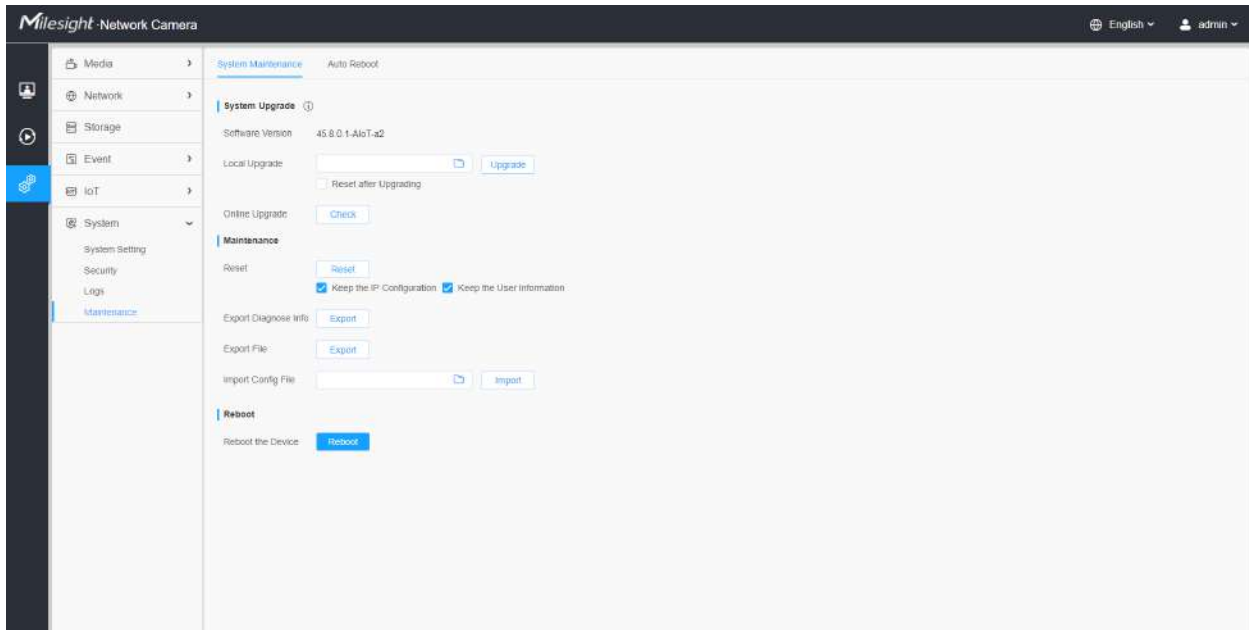 Milesight Network Camera
English
admin
Media
Network
Storage
Event
IoT
System
System Setting
Security
Logs
Maintenance
System Maintenance Auto Reboot
System Upgrade
Software Version 45.8.0.1-AIoT-a2
Local Upgrade Upgrade
Reset after Upgrading
Online Upgrade Check
Maintenance
Reset Reset
Keep the IP Configuration Keep the User Information
Export Diagnose Info Export
Export File Export
Import Config File Import
Reboot
Reboot the Device Reboot